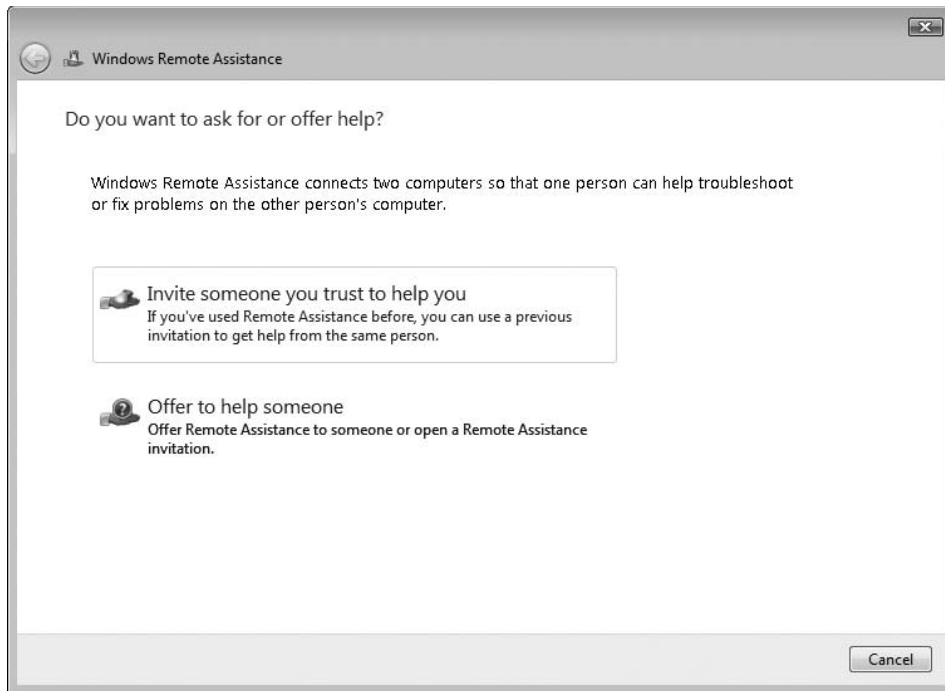 Windows Remote Assistance
Do you want to ask for or offer help?
Windows Remote Assistance connects two computers so that one person can help troubleshoot
or fix problems on the other person's computer.
Invite someone you trust to help you
If you've used Remote Assistance before, you can use a previous
invitation to get help from the same person.
Offer to help someone
Offer Remote Assistance to someone or open a Remote Assistance
invitation.
Cancel